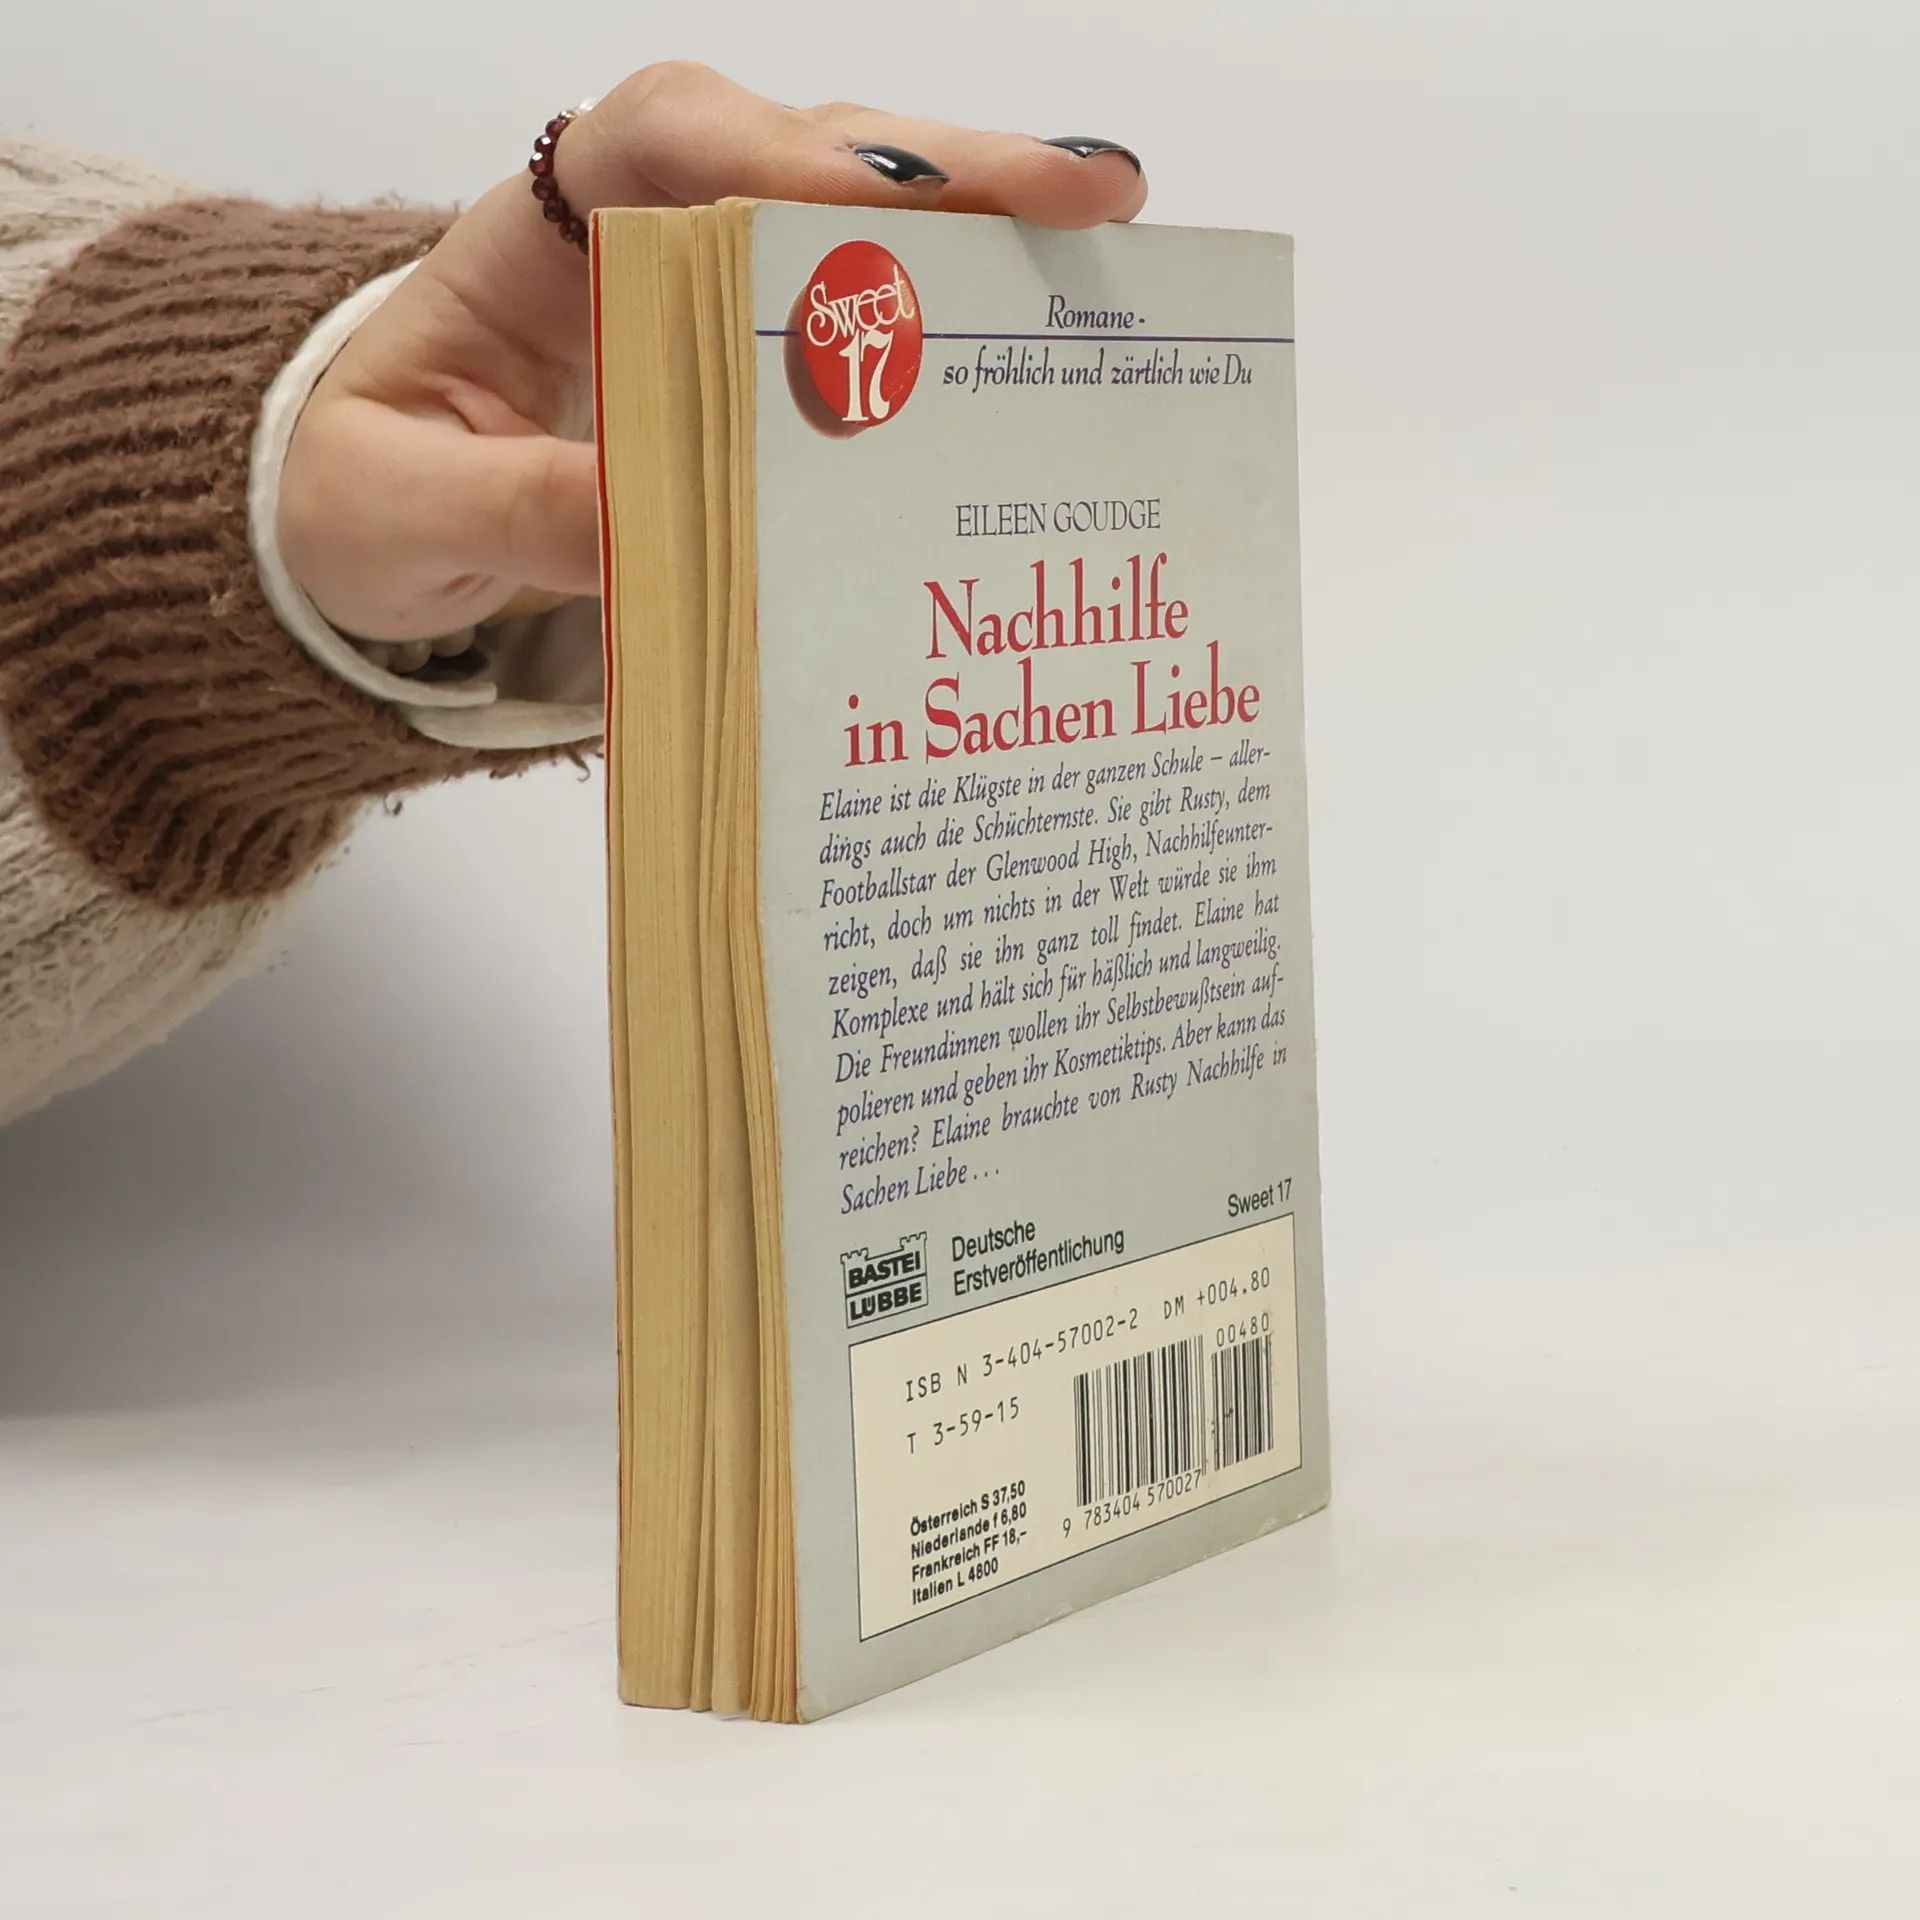 Sweet
17
Romane -
so fröhlich und zärtlich wie Du
EILEEN GOUDGE
Nachhilfe
in Sachen Liebe
Elaine ist die Klügste in der ganzen Schule – aller-
dings auch die Schüchternste. Sie gibt Rusty, dem
Footballstar der Glenwood High, Nachhilfeunter-
richt, doch um nichts in der Welt würde sie ihm
zeigen, daß sie ihn ganz toll findet. Elaine hat
Komplexe und hält sich für häßlich und langweilig.
Die Freundinnen wollen ihr Selbstbewußtsein auf-
polieren und geben ihr Kosmetiktips. Aber kann das
reichen? Elaine brauchte von Rusty Nachhilfe in
Sachen Liebe . . .
BASTEI
LÜBBE
Deutsche
Erstveröffentlichung
Sweet 17
ISB N 3-404-57002-2 DM +004.80
T 3-59-15
00480
Österreich S 37,50
Niederlande f 6,80
Frankreich FF 18,–
Italien L 4800
9 783404 570027